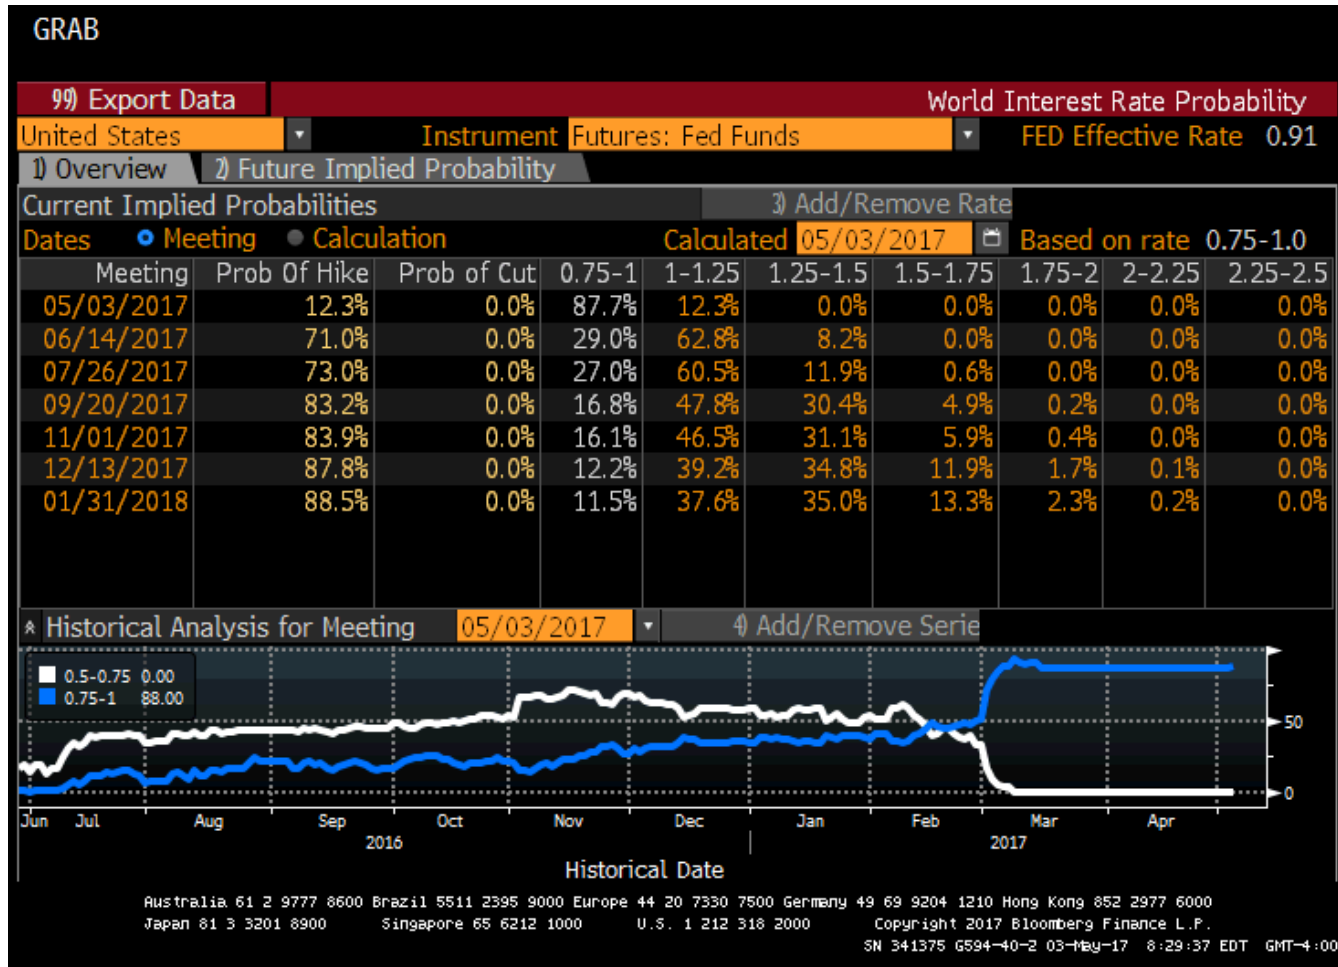 GRAB
99) Export Data World Interest Rate Probability
United States Instrument Futures: Fed Funds FED Effective Rate 0.91
1) Overview 2) Future Implied Probability
Current Implied Probabilities 3) Add/Remove Rate
Dates Meeting Calculation Calculated 05/03/2017 Based on rate 0.75-1.0
Meeting Prob Of Hike Prob of Cut 0.75-1 1-1.25 1.25-1.5 1.5-1.75 1.75-2 2-2.25 2.25-2.5
05/03/2017 12.3% 0.0% 87.7% 12.3% 0.0% 0.0% 0.0% 0.0% 0.0%
06/14/2017 71.0% 0.0% 29.0% 62.8% 8.2% 0.0% 0.0% 0.0% 0.0%
07/26/2017 73.0% 0.0% 27.0% 60.5% 11.9% 0.6% 0.0% 0.0% 0.0%
09/20/2017 83.2% 0.0% 16.8% 47.8% 30.4% 4.9% 0.2% 0.0% 0.0%
11/01/2017 83.9% 0.0% 16.1% 46.5% 31.1% 5.9% 0.4% 0.0% 0.0%
12/13/2017 87.8% 0.0% 12.2% 39.2% 34.8% 11.9% 1.7% 0.1% 0.0%
01/31/2018 88.5% 0.0% 11.5% 37.6% 35.0% 13.3% 2.3% 0.2% 0.0%
Historical Analysis for Meeting 05/03/2017 4) Add/Remove Serie
0.5-0.75 0.00
0.75-1 88.00
50
0
Jun Jul Aug Sep Oct Nov Dec Jan Feb Mar Apr
2016 2017
Historical Date
Australia 61 2 9777 8600 Brazil 5511 2395 9000 Europe 44 20 7330 7500 Germany 49 69 9204 1210 Hong Kong 852 2977 6000
Japan 81 3 3201 8900 Singapore 65 6212 1000 U.S. 1 212 318 2000 Copyright 2017 Bloomberg Finance L.P.
SN 341375 G594-40-2 03-May-17 8:29:37 EDT GMT-4:00